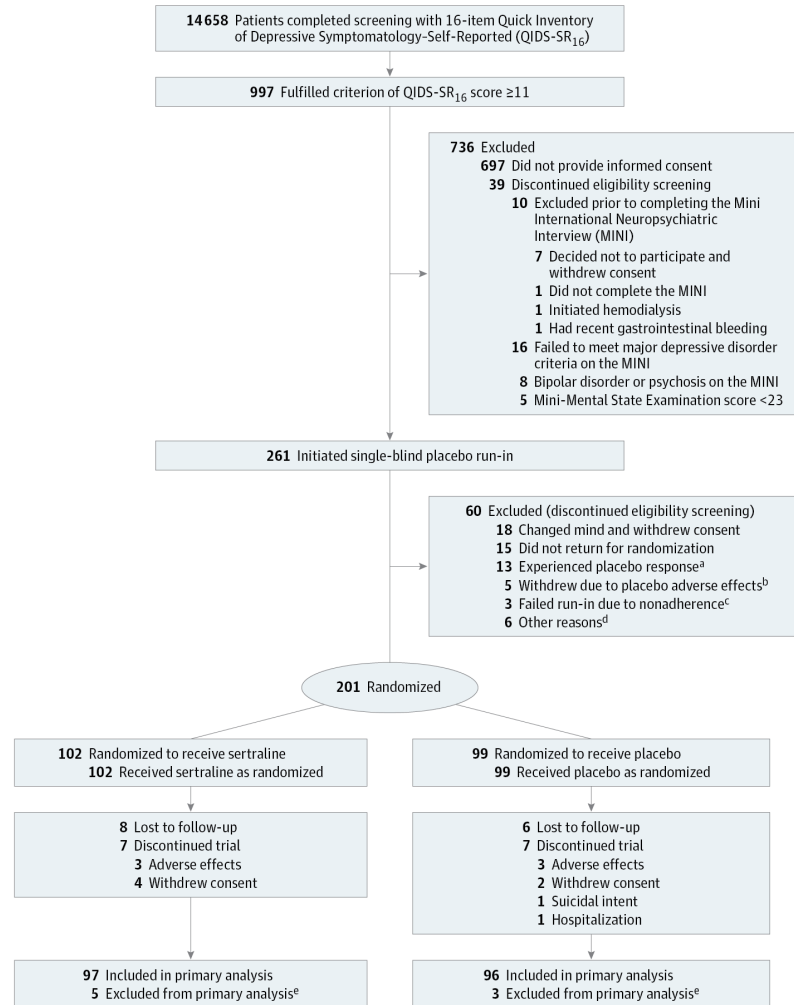 14 658 Patients completed screening with 16-item Quick Inventory
of Depressive Symptomatology–Self-Reported (QIDS-SR16)
997 Fulfilled criterion of QIDS-SR16 score ≥11
736 Excluded
697 Did not provide informed consent
39 Discontinued eligibility screening
10 Excluded prior to completing the Mini
International Neuropsychiatric
Interview (MINI)
7 Decided not to participate and
withdrew consent
1 Did not complete the MINI
1 Initiated hemodialysis
1 Had recent gastrointestinal bleeding
16 Failed to meet major depressive disorder
criteria on the MINI
8 Bipolar disorder or psychosis on the MINI
5 Mini-Mental State Examination score <23
261 Initiated single-blind placebo run-in
60 Excluded (discontinued eligibility screening)
18 Changed mind and withdrew consent
15 Did not return for randomization
13 Experienced placebo responsea
5 Withdrew due to placebo adverse effectsb
3 Failed run-in due to nonadherencec
6 Other reasonsd
201 Randomized
102 Randomized to receive sertraline
102 Received sertraline as randomized
8 Lost to follow-up
7 Discontinued trial
3 Adverse effects
4 Withdrew consent
97 Included in primary analysis
5 Excluded from primary analysise
99 Randomized to receive placebo
99 Received placebo as randomized
6 Lost to follow-up
7 Discontinued trial
3 Adverse effects
2 Withdrew consent
1 Suicidal intent
1 Hospitalization
96 Included in primary analysis
3 Excluded from primary analysise